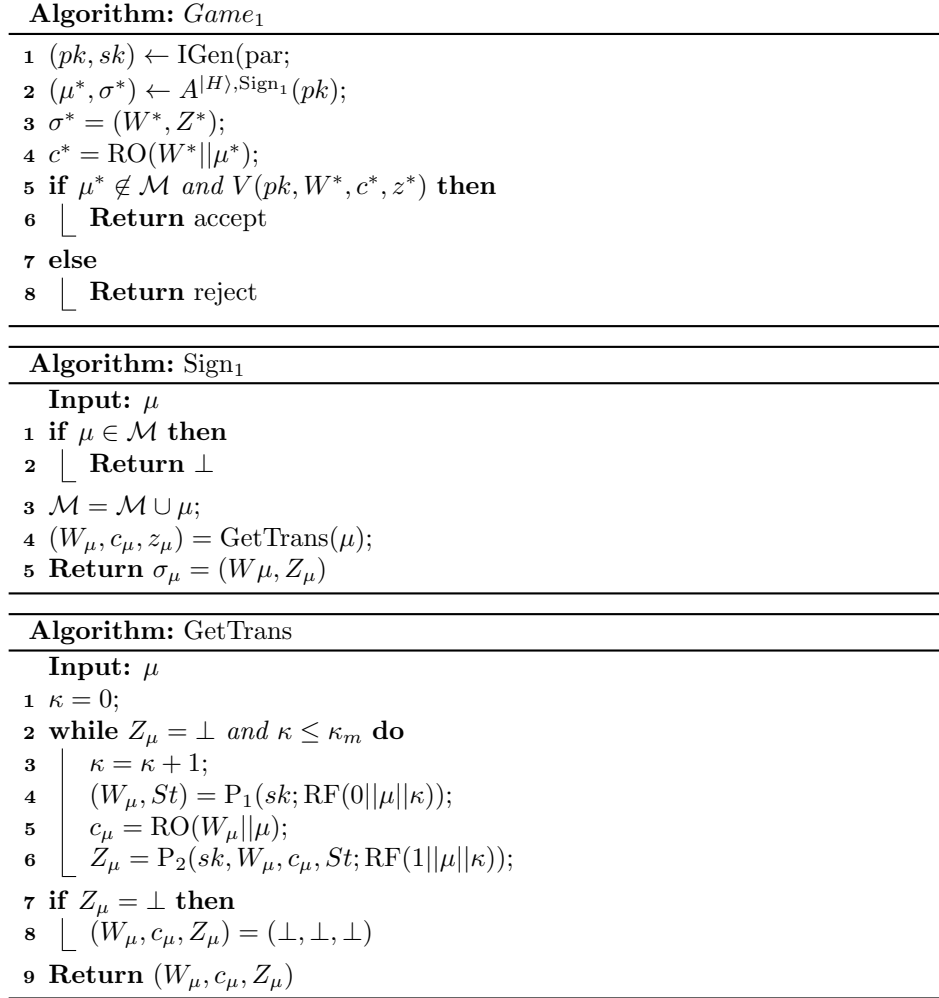 Algorithm: Game₁
1 (pk, sk) ← IGen(par;
2 (μ*, σ*) ← A^{|H⟩,Sign₁}(pk);
3 σ* = (W*, Z*);
4 c* = RO(W*||μ*);
5 if μ* ∉ ℳ and V(pk, W*, c*, z*) then
6 Return accept
7 else
8 Return reject
Algorithm: Sign₁
Input: μ
1 if μ ∈ ℳ then
2 Return ⊥
3 ℳ = ℳ ∪ μ;
4 (W_μ, c_μ, z_μ) = GetTrans(μ);
5 Return σ_μ = (Wμ, Z_μ)
Algorithm: GetTrans
Input: μ
1 κ = 0;
2 while Z_μ = ⊥ and κ ≤ κ_m do
3 κ = κ + 1;
4 (W_μ, St) = P₁(sk; RF(0||μ||κ));
5 c_μ = RO(W_μ||μ);
6 Z_μ = P₂(sk, W_μ, c_μ, St; RF(1||μ||κ));
7 if Z_μ = ⊥ then
8 (W_μ, c_μ, Z_μ) = (⊥, ⊥, ⊥)
9 Return (W_μ, c_μ, Z_μ)